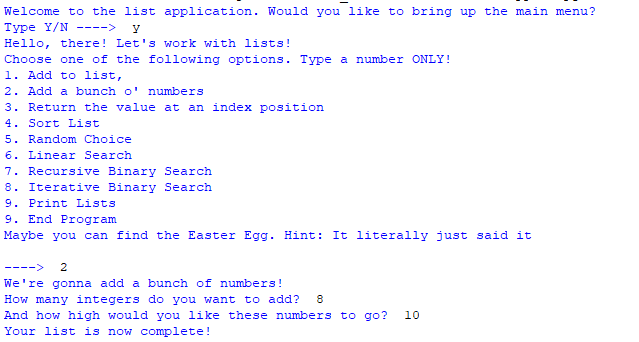 Welcome to the list application. Would you like to bring up the main menu?
Type Y/N ---->  y
Hello, there! Let's work with lists!
Choose one of the following options. Type a number ONLY!
1. Add to list,
2. Add a bunch o' numbers
3. Return the value at an index position
4. Sort List
5. Random Choice
6. Linear Search
7. Recursive Binary Search
8. Iterative Binary Search
9. Print Lists
9. End Program
Maybe you can find the Easter Egg. Hint: It literally just said it
---->  2
We're gonna add a bunch of numbers!
How many integers do you want to add?  8
And how high would you like these numbers to go?  10
Your list is now complete!